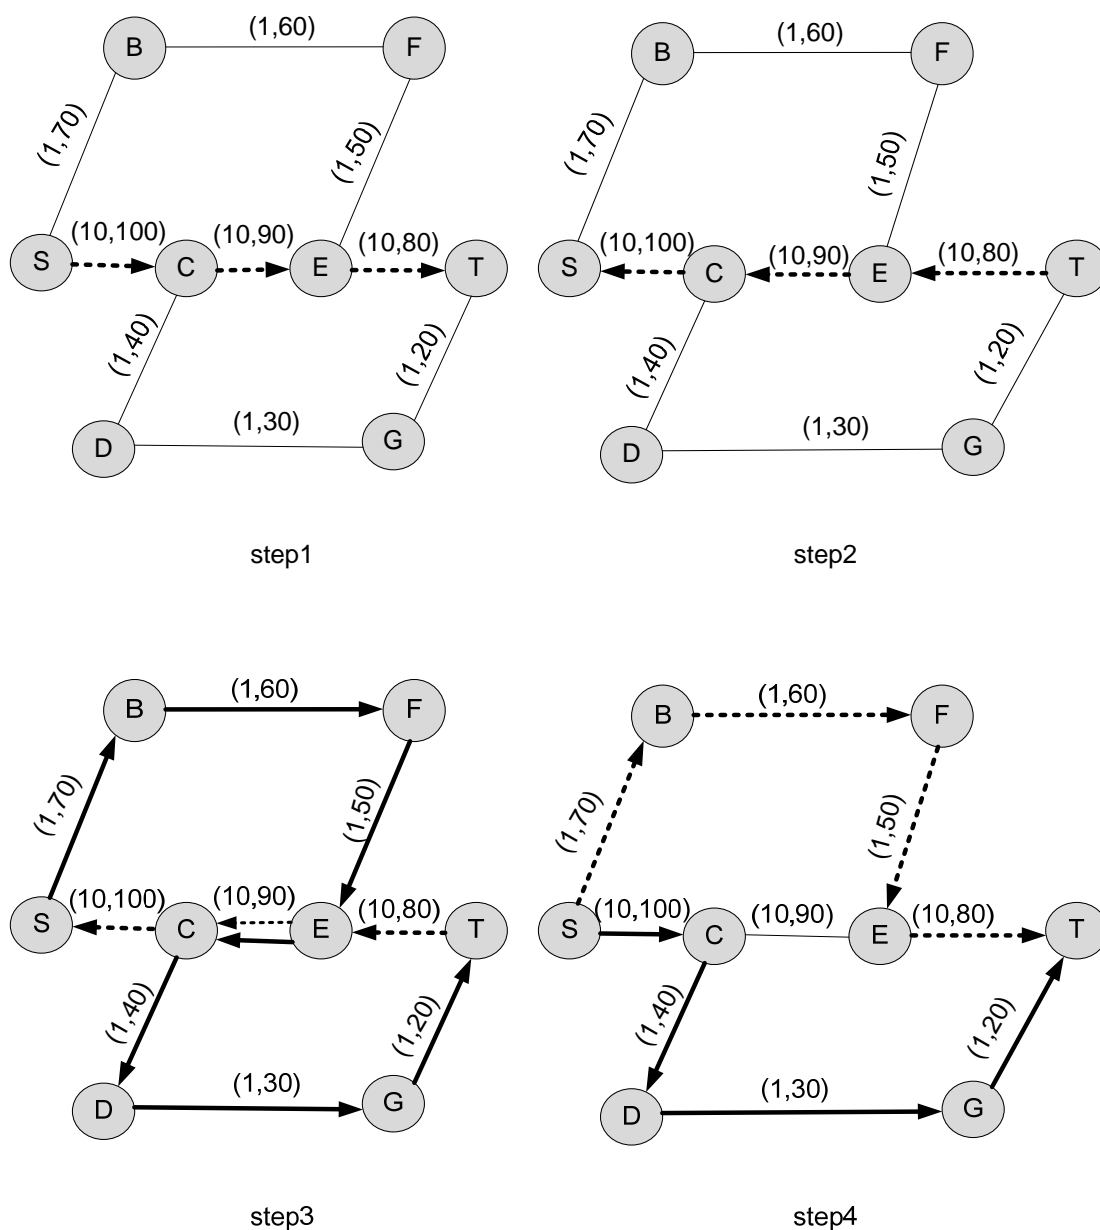 B (1,60) F
(1,70) (1,50)
S (10,100) C (10,90) E (10,80) T
(1,40) (1,20)
D (1,30) G
step1
B (1,60) F
(1,70) (1,50)
S (10,100) C (10,90) E (10,80) T
(1,40) (1,20)
D (1,30) G
step2
B (1,60) F
(1,70) (1,50)
S (10,100) C (10,90) E (10,80) T
(1,40) (1,20)
D (1,30) G
step3
B (1,60) F
(1,70) (1,50)
S (10,100) C (10,90) E (10,80) T
(1,40) (1,20)
D (1,30) G
step4